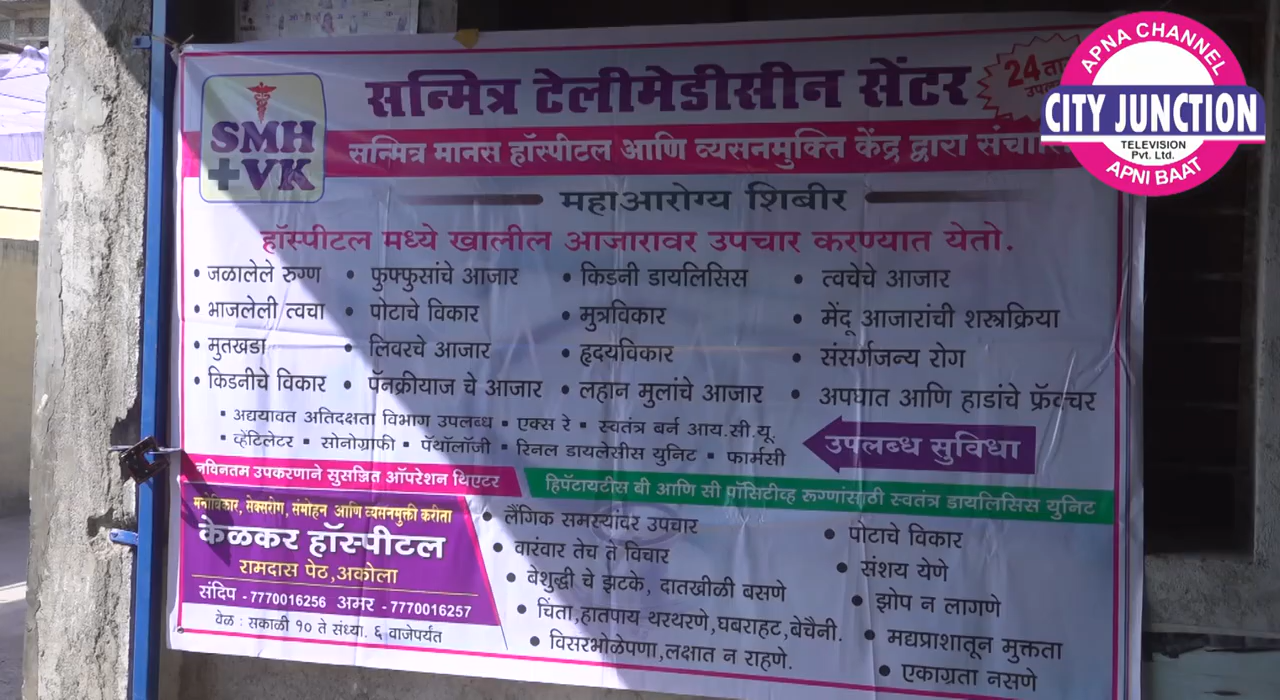 सन्मित्र टेलीमेडीसीन सेंटर
24
APNA CHANNEL
CITY JUNCTION
TELEVISION
Pvt. Ltd.
APNI BAAT
SMH
+VK
सन्मित्र मानस हॉस्पीटल आणि व्यसनमुक्ति केंद्र द्वारा
महाआरोग्य शिबीर
हॉस्पीटल मध्ये खालील आजारावर उपचार करण्यात येतो.
• जळालेले रुग्ण • फुफ्फुसांचे आजार • किडनी डायलिसिस • त्वचेचे आजार
• भाजलेली त्वचा • पोटाचे विकार • मुत्रविकार • मेंदू आजारांची शस्त्रक्रिया
• मुतखडा • लिवरचे आजार • हृदयविकार • संसर्गजन्य रोग
• किडनीचे विकार • पॅनक्रीयाज चे आजार • लहान मुलांचे आजार • अपघात आणि हाडांचे फ्रॅक्चर
▪ अद्ययावत अतिदक्षता विभाग उपलब्ध ▪ एक्स रे ▪ स्वतंत्र बर्न आय.सी.यू.
▪ व्हेंटिलेटर ▪ सोनोग्राफी ▪ पॅथॉलॉजी ▪ रिनल डायलेसीस युनिट ▪ फार्मसी
उपलब्ध सुविधा
नविनतम उपकरणाने सुसज्जित ऑपरेशन थिएटर
हिपॅटायटीस बी आणि सी पॉसिटीव्ह रूग्णांसाठी स्वतंत्र डायलिसिस युनिट
मनोविकार, सेक्सरोग, संमोहन आणि व्यसनमुक्ती करीता
केळकर हॉस्पीटल
रामदास पेठ,अकोला
संदिप - 7770016256 अमर - 7770016257
वेळ : सकाळी १० ते संध्या. ६ वाजेपर्यंत
• लैंगिक समस्यांवर उपचार
• वारंवार तेच ते विचार
• बेशुद्धी चे झटके, दातखीळी बसणे
• चिंता,हातपाय थरथरणे,घबराहट,बेचैनी.
• विसरभोळेपणा,लक्षात न राहणे.
• पोटाचे विकार
• संशय येणे
• झोप न लागणे
• मद्यप्राशातून मुक्तता
• एकाग्रता नसणे